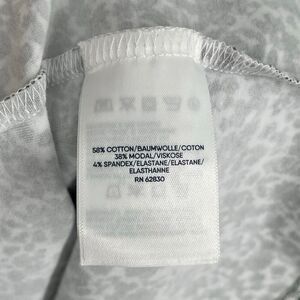 58% COTTON/BAUMWOLLE/COTON
38% MODAL/VISKOSE
4% SPANDEX/ELASTANE/ELASTANE/
ELASTHANNE
RN 62830